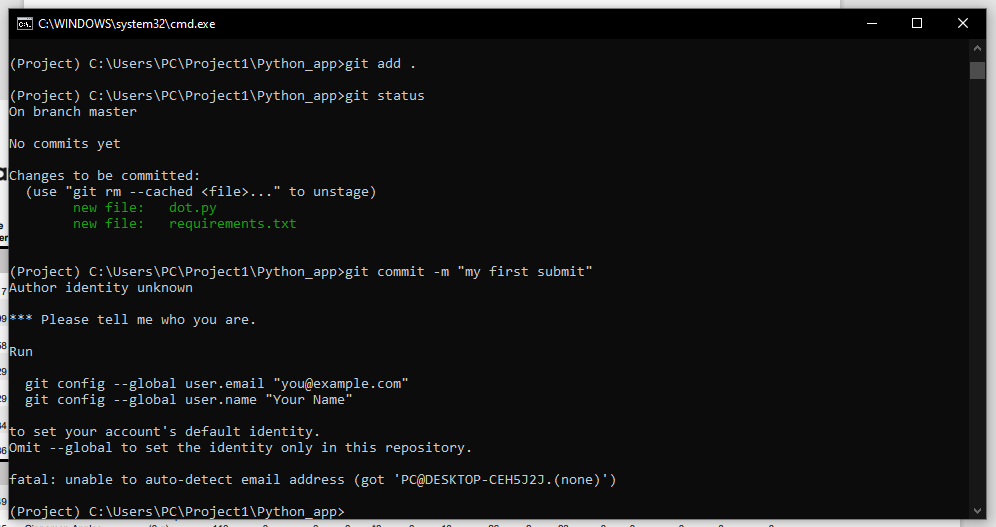 C:\WINDOWS\system32\cmd.exe
(Project) C:\Users\PC\Project1\Python_app>git add .
(Project) C:\Users\PC\Project1\Python_app>git status
On branch master
No commits yet
Changes to be committed:
  (use "git rm --cached <file>..." to unstage)
        new file:   dot.py
        new file:   requirements.txt
(Project) C:\Users\PC\Project1\Python_app>git commit -m "my first submit"
Author identity unknown
*** Please tell me who you are.
Run
  git config --global user.email "you@example.com"
  git config --global user.name "Your Name"
to set your account's default identity.
Omit --global to set the identity only in this repository.
fatal: unable to auto-detect email address (got 'PC@DESKTOP-CEH5J2J.(none)')
(Project) C:\Users\PC\Project1\Python_app>